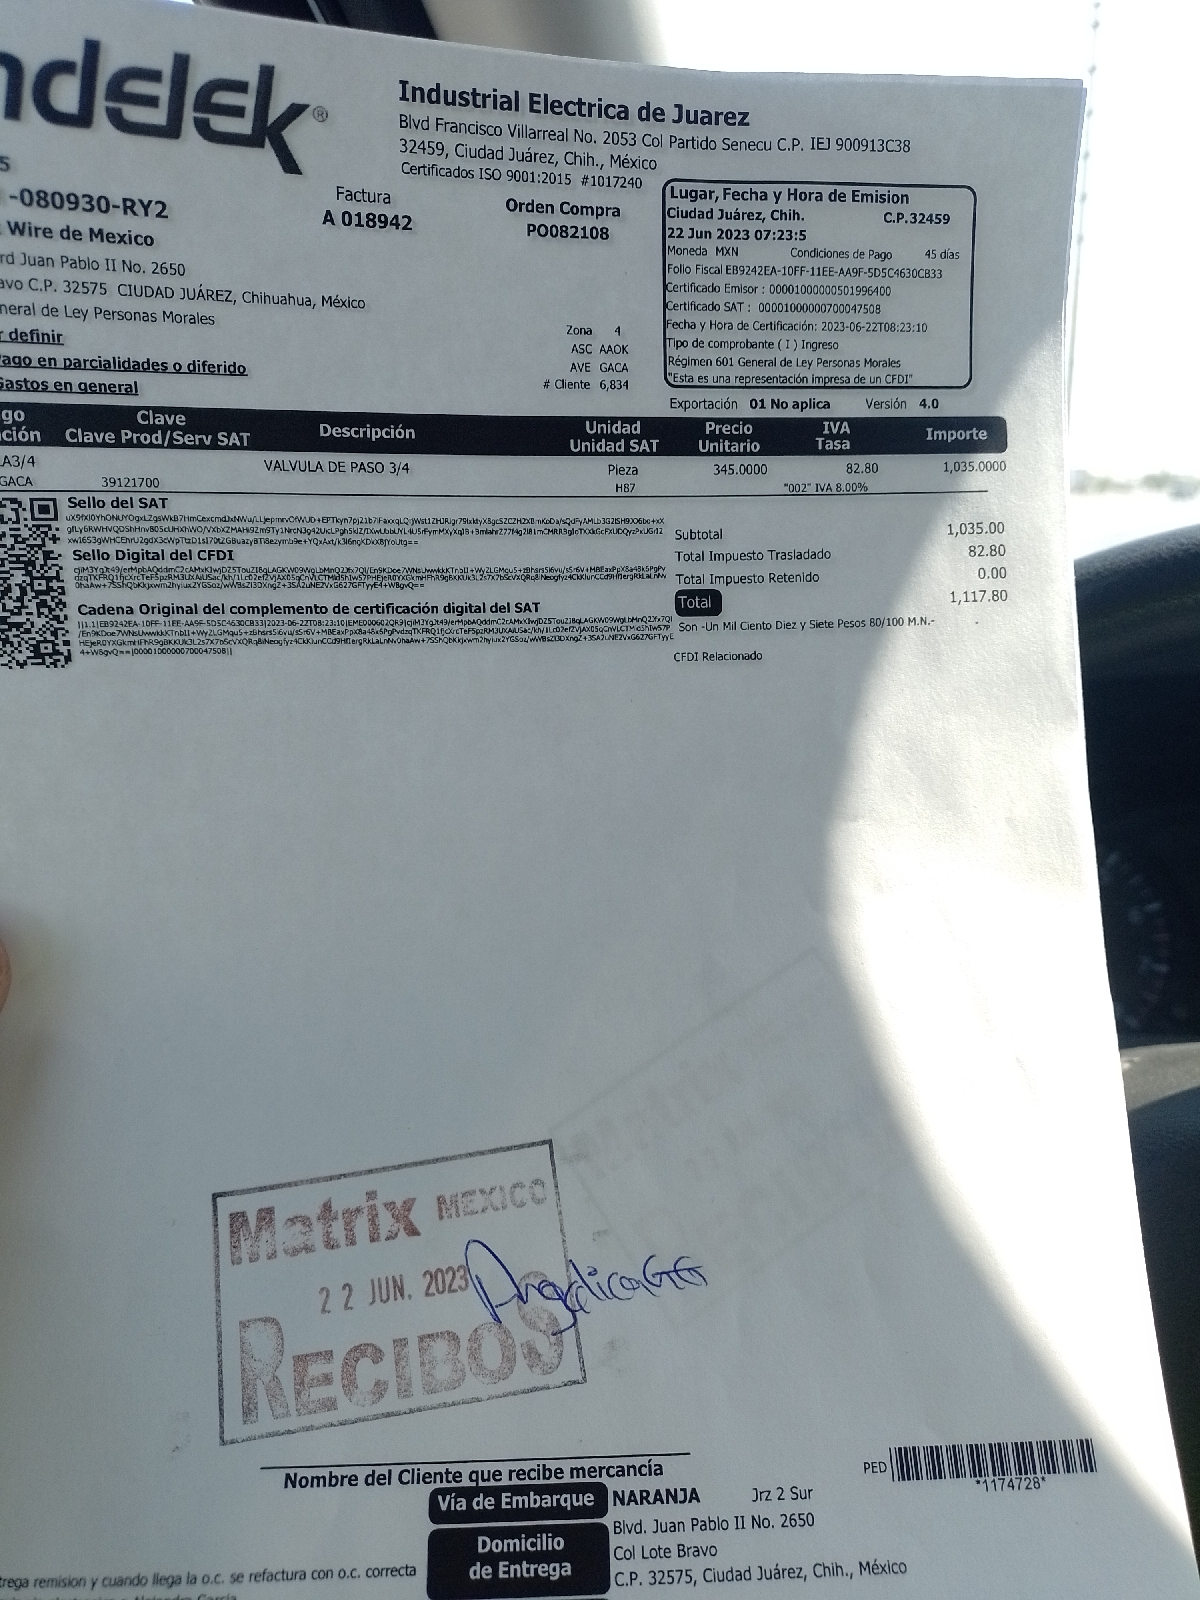 ndelek®
Industrial Electrica de Juarez
Blvd Francisco Villarreal No. 2053 Col Partido Senecu C.P. IEJ 900913C38
32459, Ciudad Juárez, Chih., México
Certificados ISO 9001:2015 #1017240
5
-080930-RY2
Wire de Mexico
rd Juan Pablo II No. 2650
avo C.P. 32575 CIUDAD JUÁREZ, Chihuahua, México
neral de Ley Personas Morales
definir
ago en parcialidades o diferido
Gastos en general
Factura
A 018942
Orden Compra
PO082108
Zona 4
ASC AAOK
AVE GACA
# Cliente 6,834
Lugar, Fecha y Hora de Emision
Ciudad Juárez, Chih. C.P.32459
22 Jun 2023 07:23:5
Moneda MXN Condiciones de Pago 45 días
Folio Fiscal EB9242EA-10FF-11EE-AA9F-5D5C4630CB33
Certificado Emisor : 00001000000501996400
Certificado SAT : 00001000000700047508
Fecha y Hora de Certificación: 2023-06-22T08:23:10
Tipo de comprobante ( I ) Ingreso
Régimen 601 General de Ley Personas Morales
"Esta es una representación impresa de un CFDI"
Exportación 01 No aplica Versión 4.0
go Clave Descripción Unidad Precio IVA Importe
ción Clave Prod/Serv SAT Unidad SAT Unitario Tasa
A3/4 VALVULA DE PASO 3/4 Pieza 345.0000 82.80 1,035.0000
GACA 39121700 H87 "002" IVA 8.00%
Sello del SAT
Sello Digital del CFDI
Cadena Original del complemento de certificación digital del SAT
Subtotal 1,035.00
Total Impuesto Trasladado 82.80
Total Impuesto Retenido 0.00
Total 1,117.80
Son -Un Mil Ciento Diez y Siete Pesos 80/100 M.N.-
CFDI Relacionado
Matrix MEXICO
22 JUN. 2023
RECIBOS
Nombre del Cliente que recibe mercancía
PED
*1174728*
Vía de Embarque NARANJA Jrz 2 Sur
Domicilio de Entrega
Blvd. Juan Pablo II No. 2650
Col Lote Bravo
C.P. 32575, Ciudad Juárez, Chih., México
trega remision y cuando llega la o.c. se refactura con o.c. correcta